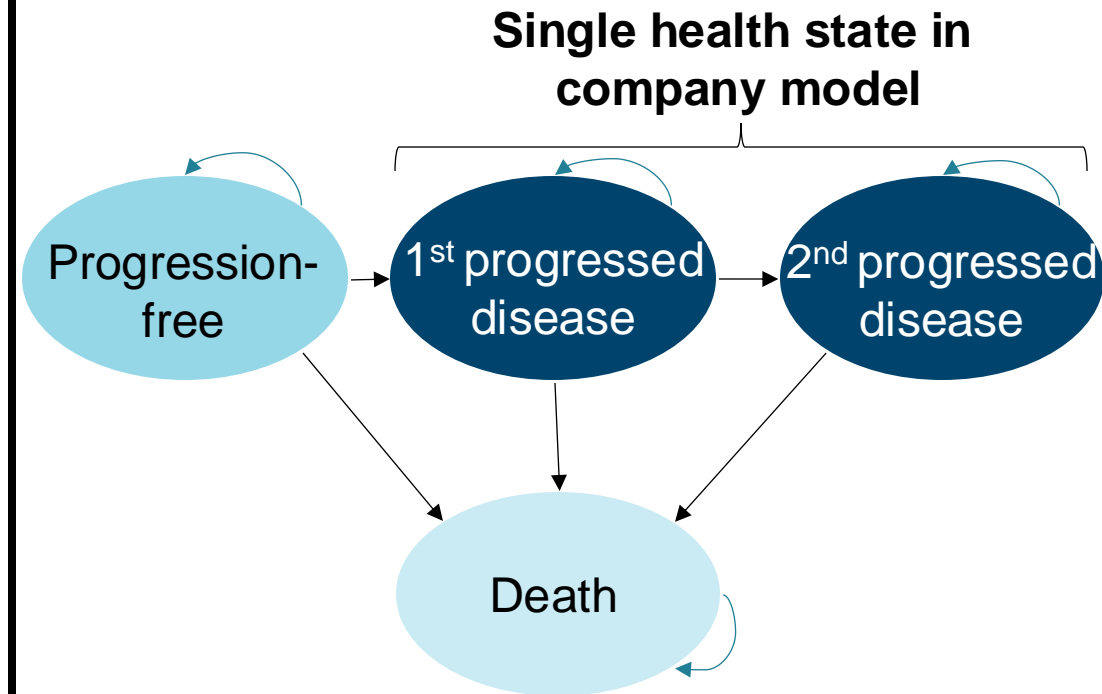 Single health state in
company model
Progression-
free
1st progressed
disease
2nd progressed
disease
Death